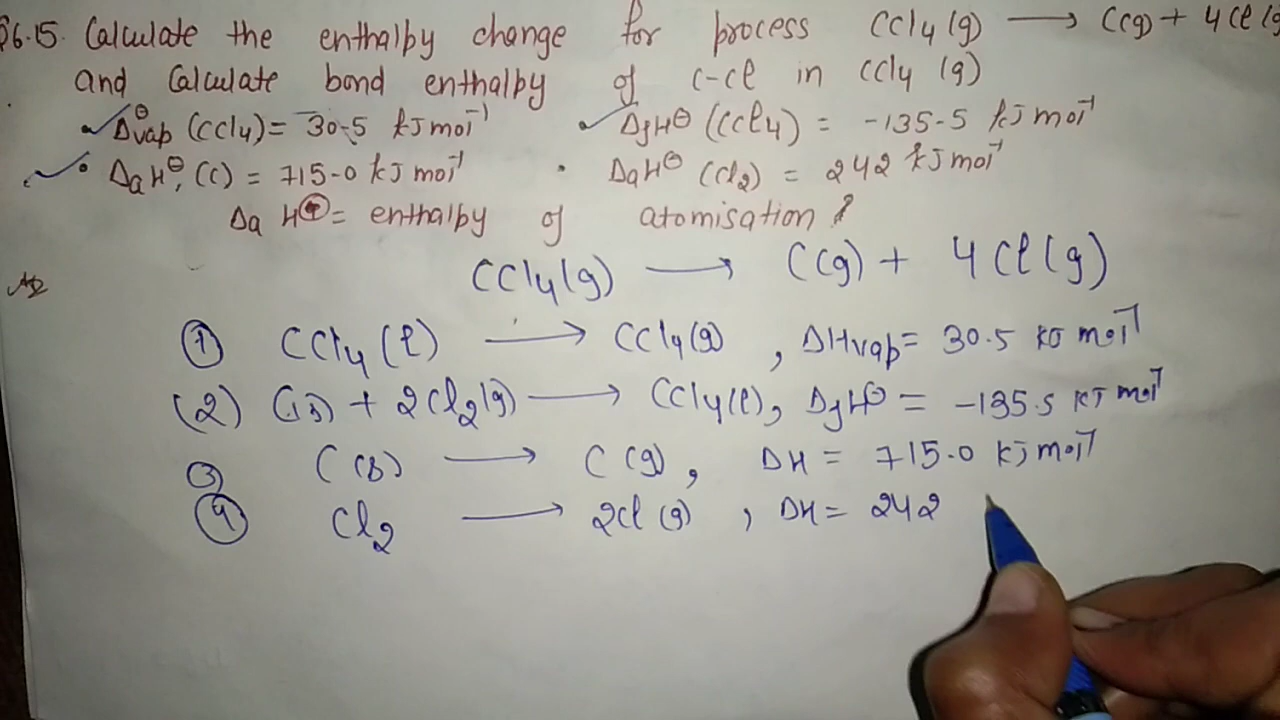 Q6.15. Calculate the enthalpy change for process CCl4(g) → C(g) + 4Cl(g
and Calculate bond enthalpy of C-Cl in CCl4 (g)
Δ⊖vap (CCl4) = 30.5 kJ mol⁻¹ ΔfH⊖ (CCl4) = -135.5 kJ mol⁻¹
ΔaH⊖, (C) = 715.0 kJ mol⁻¹ ΔaH⊖ (Cl2) = 242 kJ mol⁻¹
Δa H⊖ = enthalpy of atomisation?
CCl4(g) → C(g) + 4Cl(g)
① CCl4(l) → CCl4(g), ΔHvap = 30.5 kJ mol⁻¹
(2) C(s) + 2Cl2(g) → CCl4(l), ΔfH⊖ = -135.5 kJ mol⁻¹
③ C(s) → C(g), ΔH = 715.0 kJ mol⁻¹
④ Cl2 → 2Cl(g), ΔH = 242